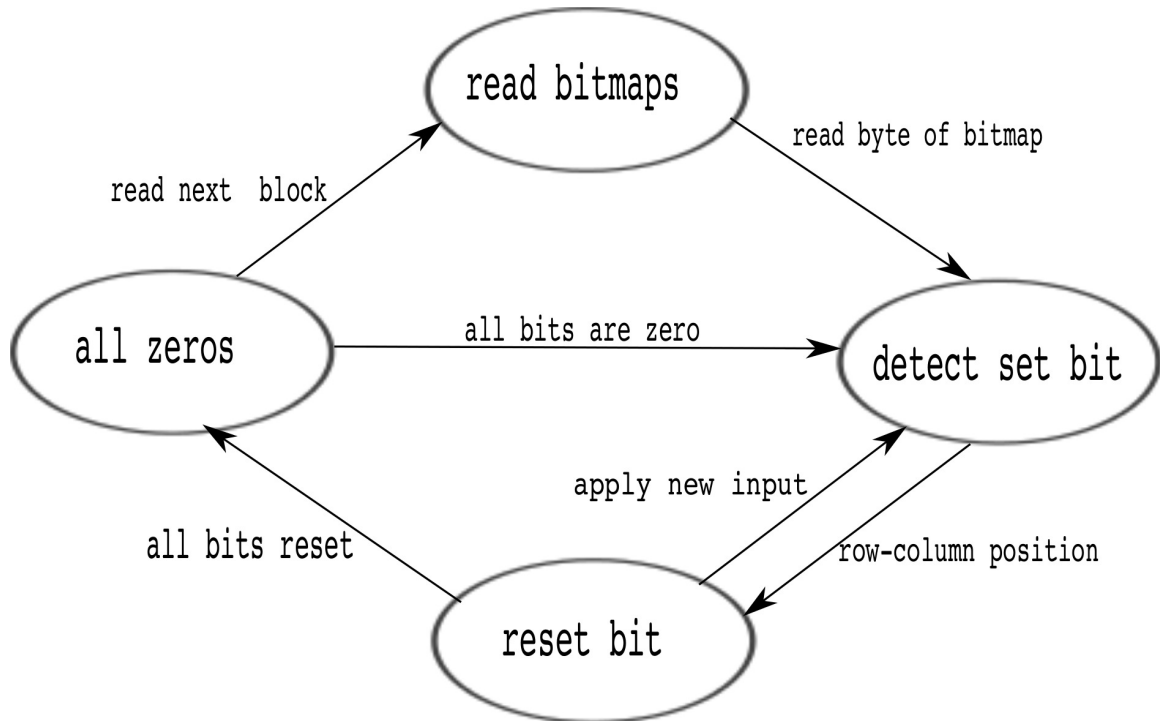 read bitmaps
read byte of bitmap
read next block
all zeros
all bits are zero
detect set bit
apply new input
all bits reset
row-column position
reset bit